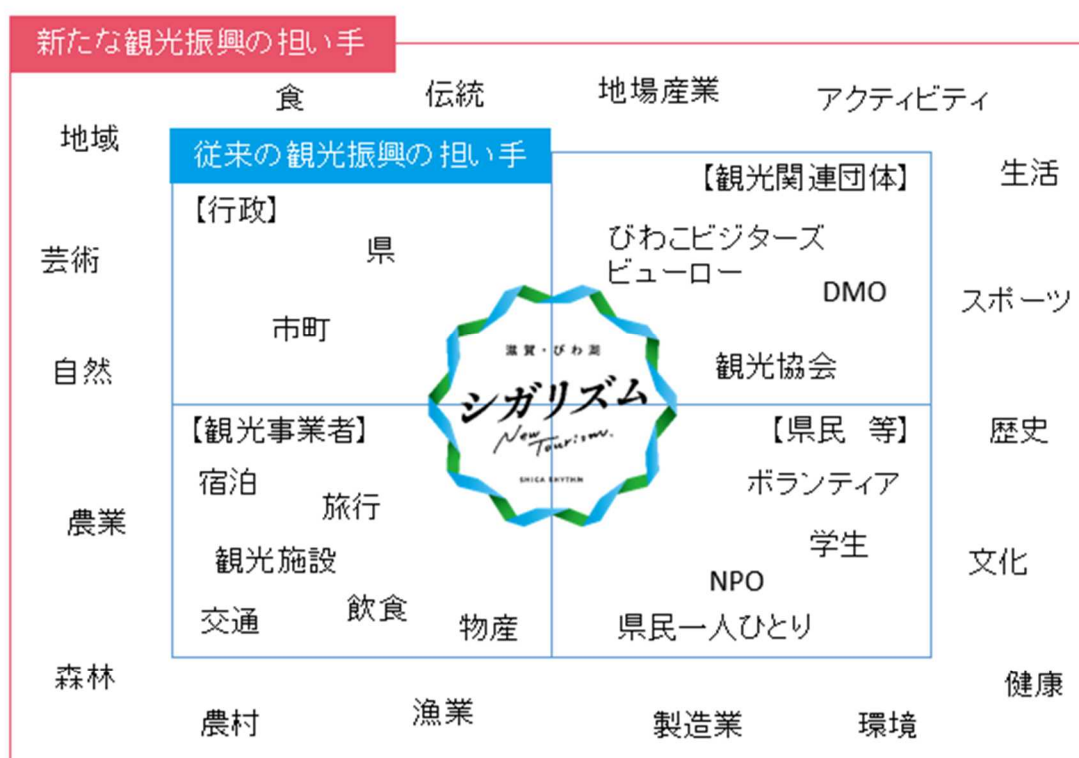 新たな観光振興の担い手
食
伝統
地場産業
アクティビティ
地域
生活
芸術
スポーツ
自然
歴史
農業
文化
森林
健康
農村
漁業
製造業
環境
従来の観光振興の担い手
【行政】
県
市町
【観光関連団体】
びわこビジターズ
ビューロー
DMO
観光協会
滋賀・びわ湖
シガリズム
New
Tourism.
SHIGA RHYTHM
【観光事業者】
宿泊
旅行
観光施設
交通
飲食
物産
【県民 等】
ボランティア
学生
NPO
県民一人ひとり